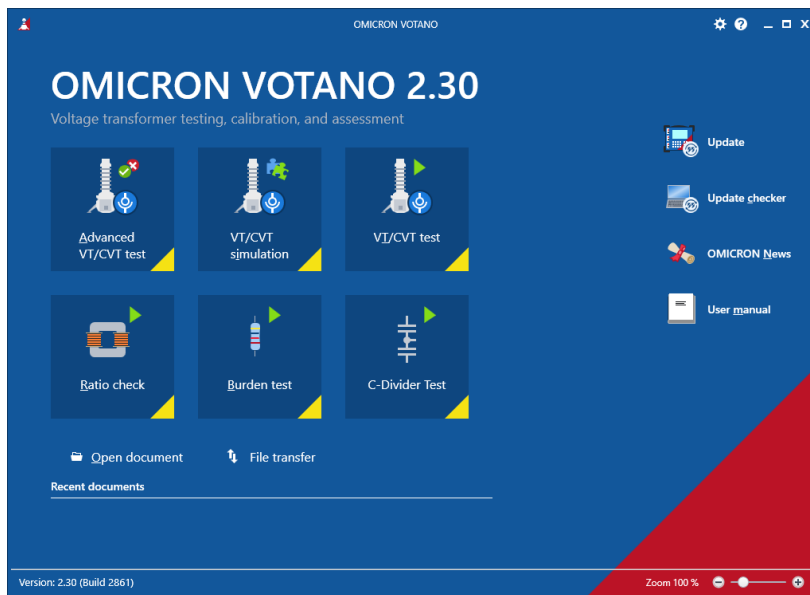 OMICRON VOTANO
OMICRON VOTANO 2.30
Voltage transformer testing, calibration, and assessment
Advanced
VT/CVT test
VT/CVT
simulation
VT/CVT test
Ratio check
Burden test
C-Divider Test
Open document
File transfer
Recent documents
Update
Update checker
OMICRON News
User manual
Version: 2.30 (Build 2861)
Zoom 100 %